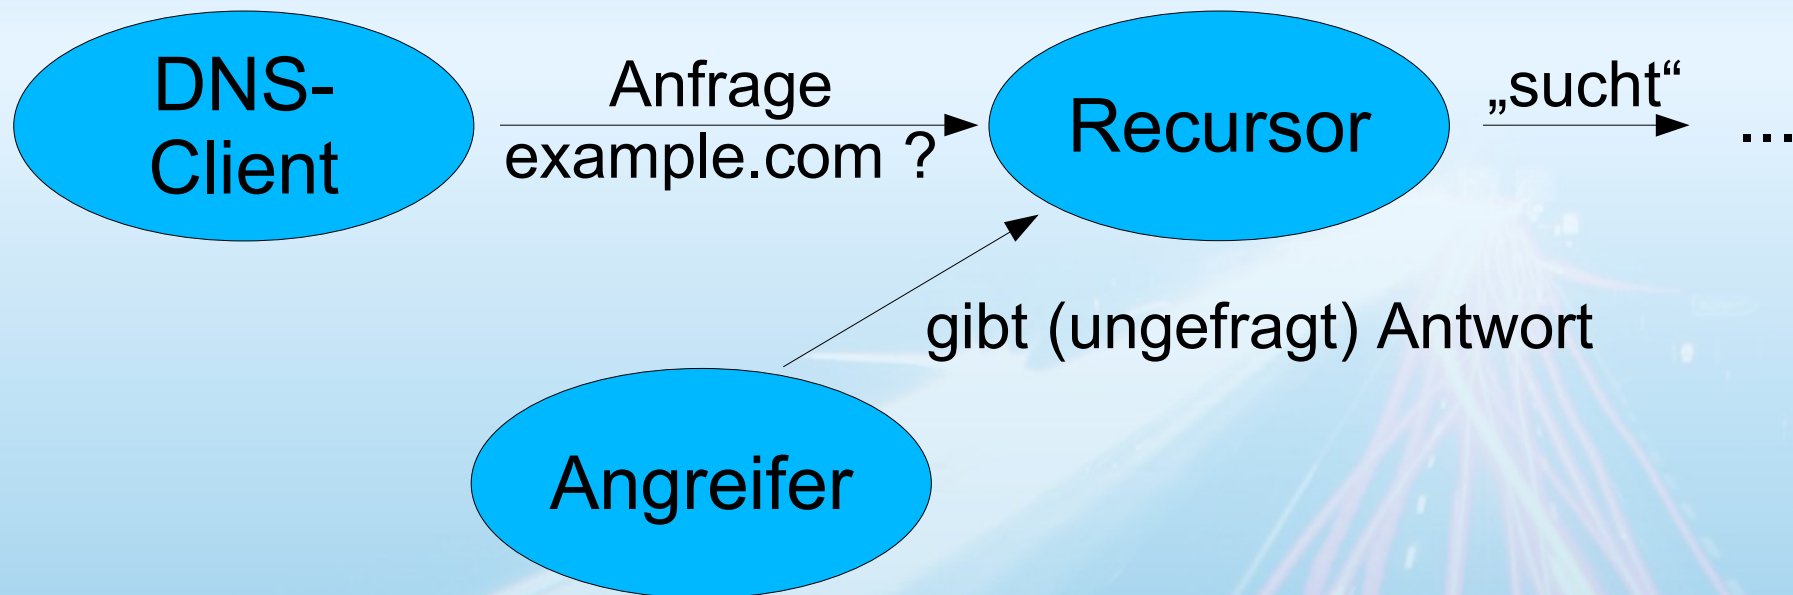 DNS-
Client
Anfrage
example.com ?
Recursor
„sucht“
...
gibt (ungefragt) Antwort
Angreifer